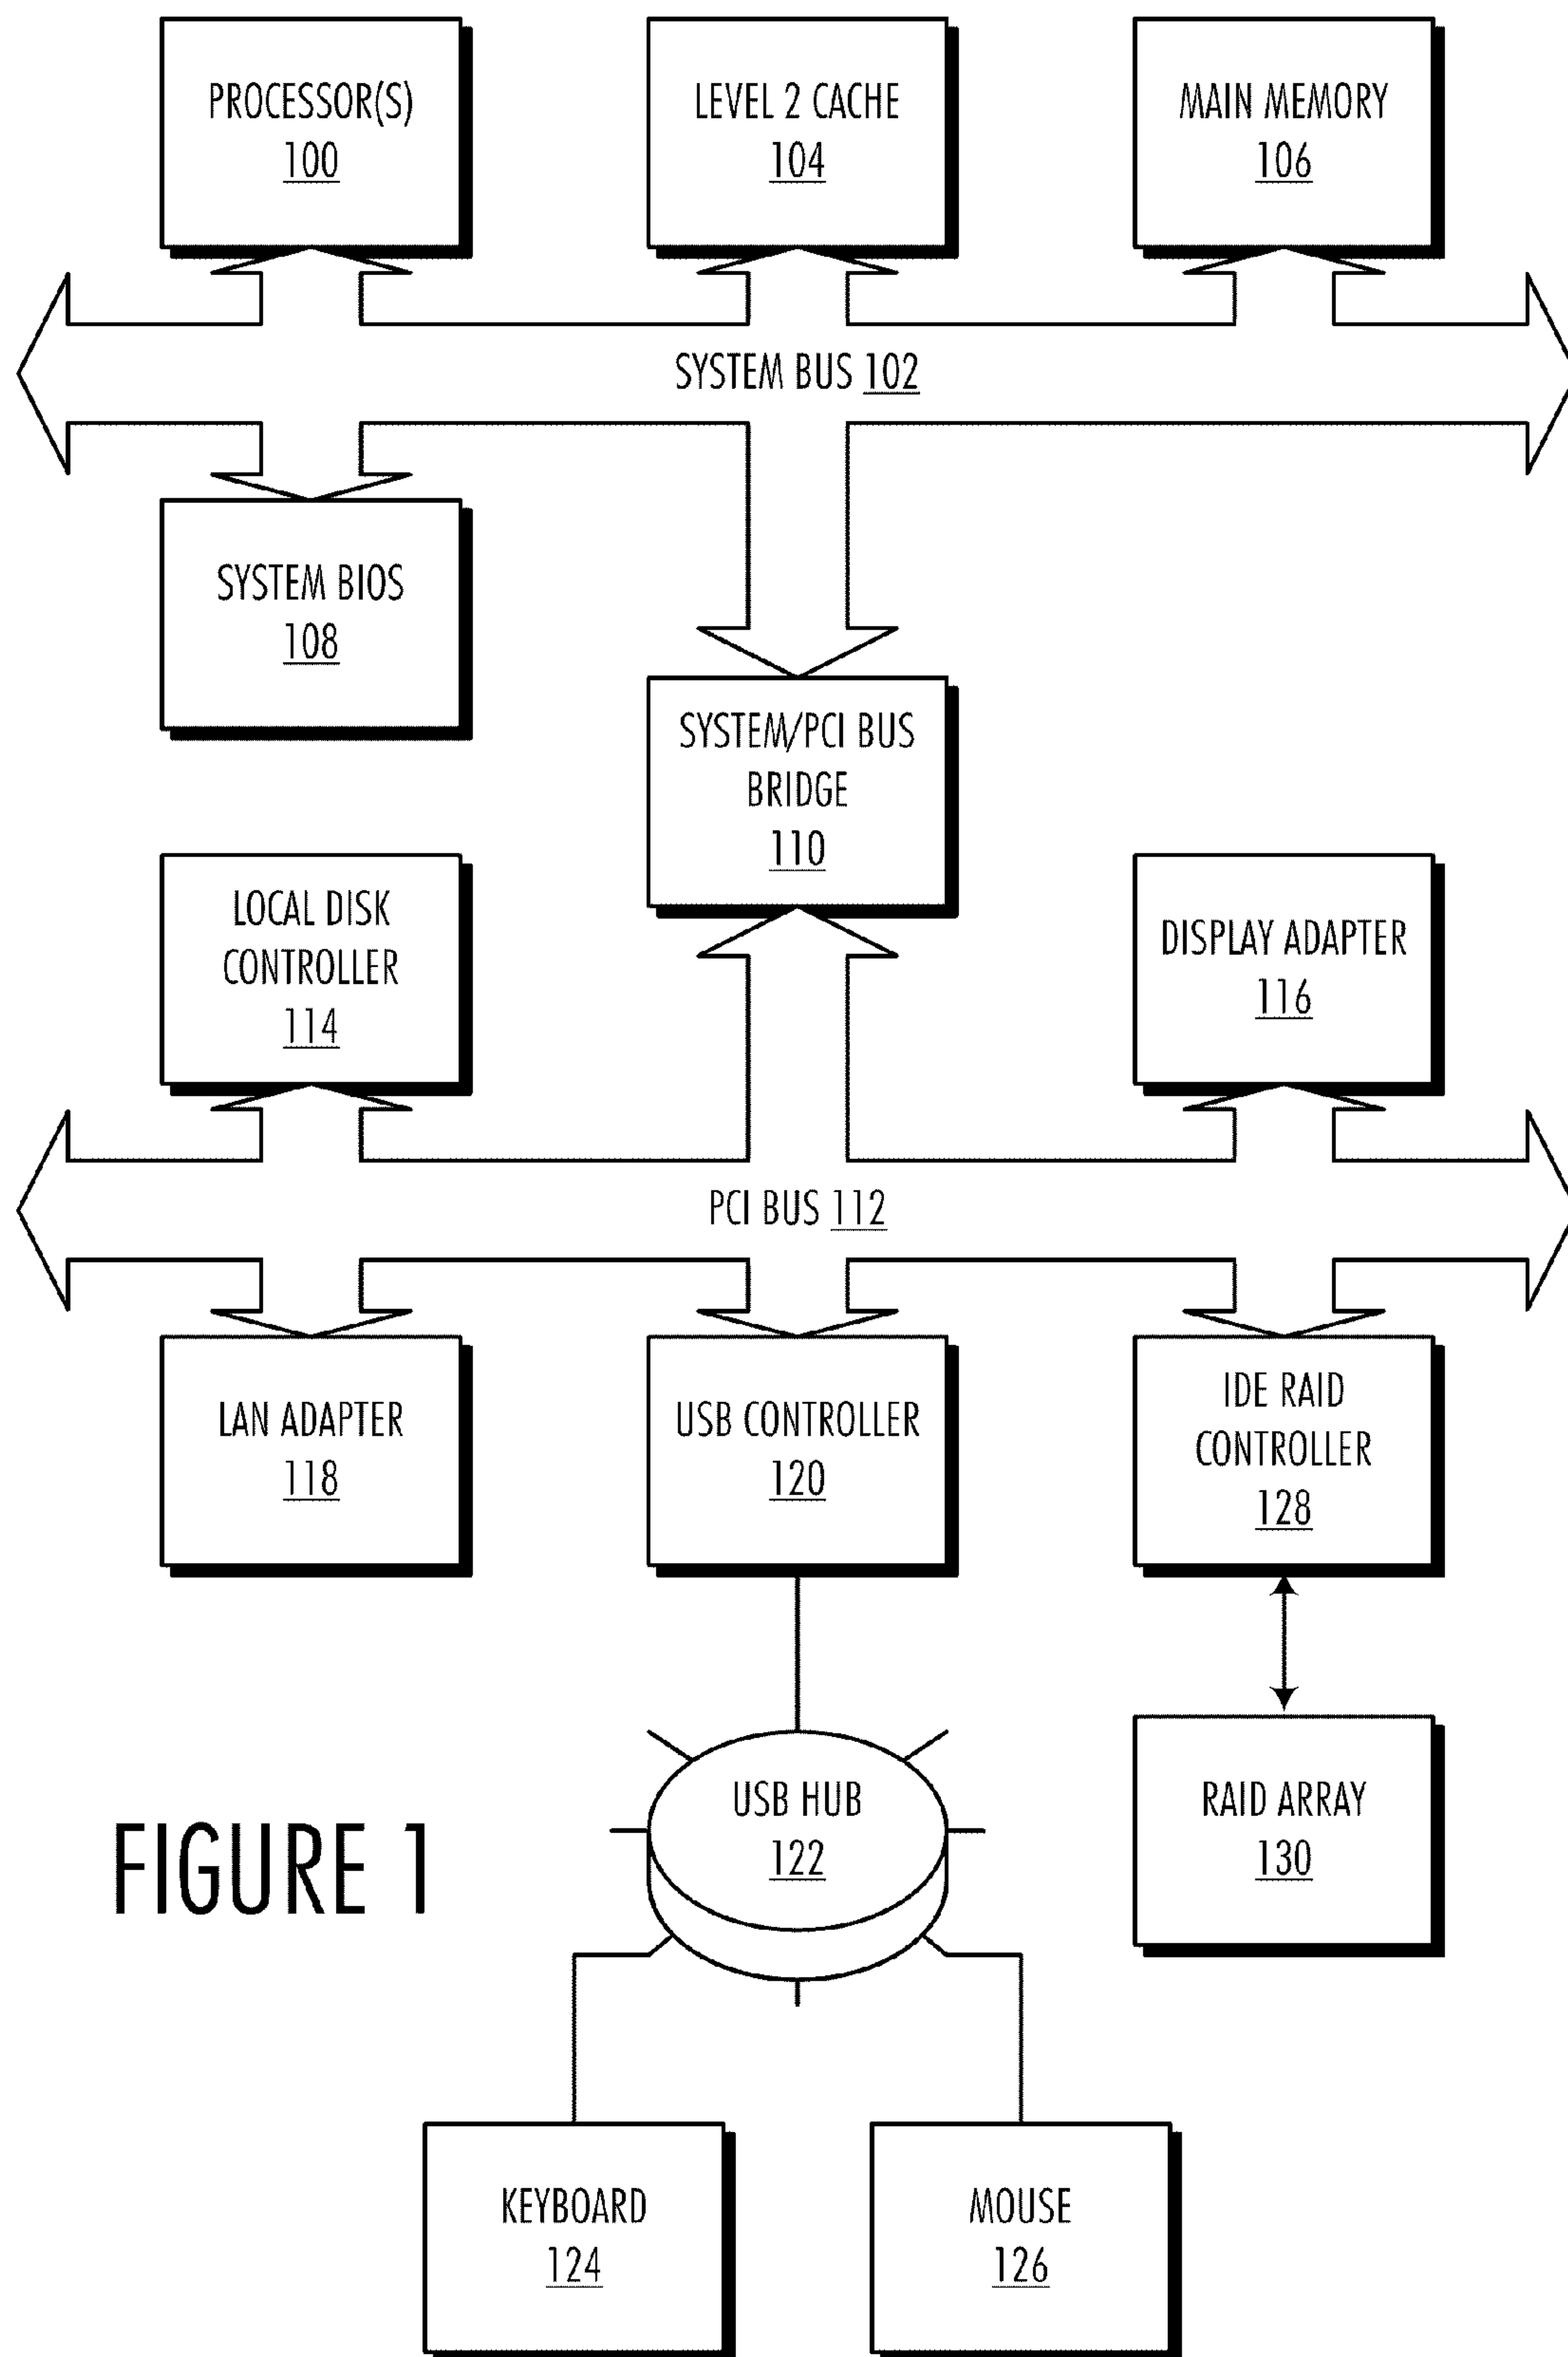 PROCESSOR(S)
100
LEVEL 2 CACHE
104
MAIN MEMORY
106
SYSTEM BUS 102
SYSTEM BIOS
108
SYSTEM/PCI BUS
BRIDGE
110
LOCAL DISK
CONTROLLER
114
DISPLAY ADAPTER
116
PCI BUS 112
LAN ADAPTER
118
USB CONTROLLER
120
IDE RAID
CONTROLLER
128
USB HUB
122
RAID ARRAY
130
FIGURE 1
KEYBOARD
124
MOUSE
126